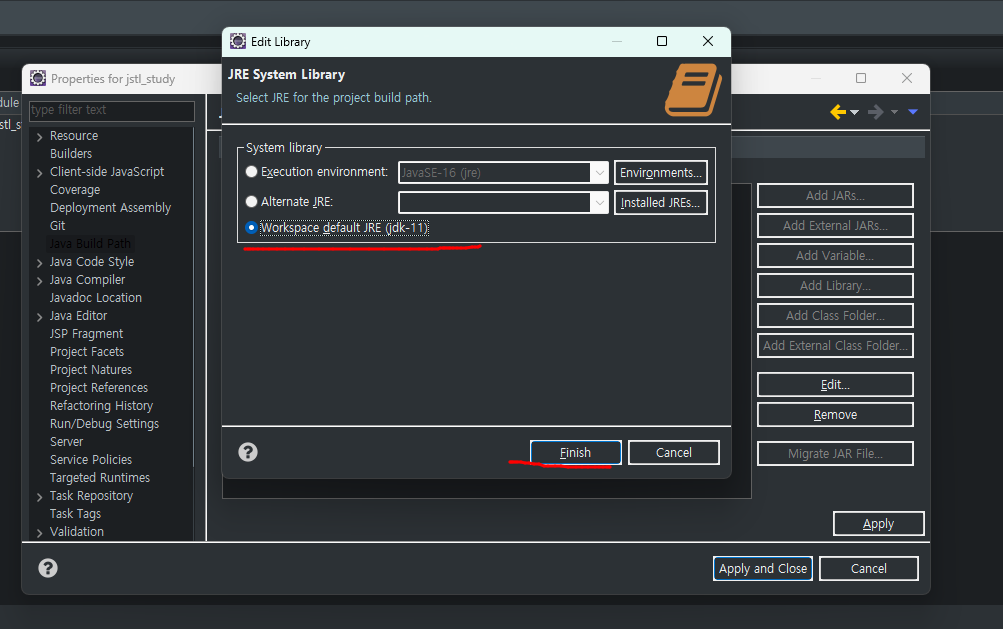 Edit Library
JRE System Library
Select JRE for the project build path.
System library
Execution environment:
JavaSE-16 (jre)
Environments...
Alternate JRE:
Installed JREs...
Workspace default JRE (jdk-11)
Finish
Cancel
Properties for jstl_study
type filter text
Resource
Builders
Client-side JavaScript
Coverage
Deployment Assembly
Git
Java Build Path
Java Code Style
Java Compiler
Javadoc Location
Java Editor
JSP Fragment
Project Facets
Project Natures
Project References
Refactoring History
Run/Debug Settings
Server
Service Policies
Targeted Runtimes
Task Repository
Task Tags
Validation
Add JARs...
Add External JARs...
Add Variable...
Add Library...
Add Class Folder...
Add External Class Folder...
Edit...
Remove
Migrate JAR File...
Apply
Apply and Close
Cancel